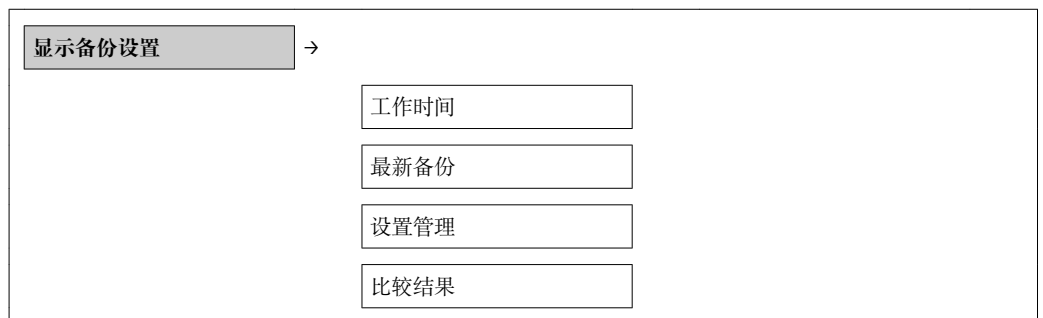 显示备份设置 →
工作时间
最新备份
设置管理
比较结果